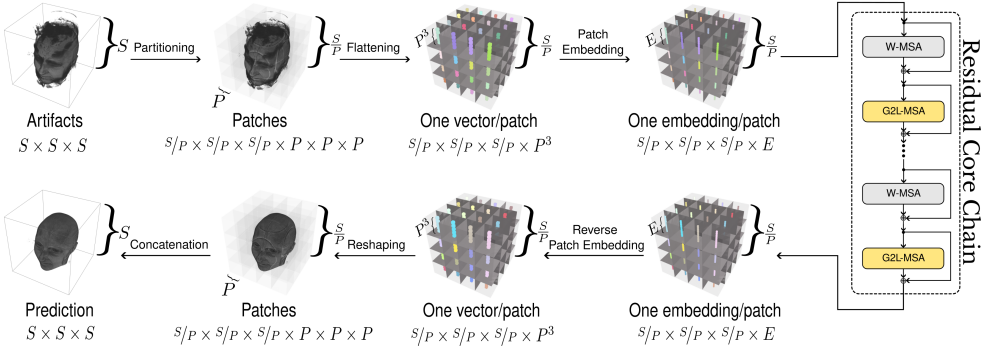 S
Partitioning
S/P
P
Flattening
P³
S/P
Patch
Embedding
E
S/P
Artifacts
S × S × S
Patches
S/P × S/P × S/P × P × P × P
One vector/patch
S/P × S/P × S/P × P³
One embedding/patch
S/P × S/P × S/P × E
W-MSA
G2L-MSA
W-MSA
G2L-MSA
Residual Core Chain
S
Concatenation
S/P
P
Reshaping
P³
S/P
Reverse
Patch Embedding
E
S/P
Prediction
S × S × S
Patches
S/P × S/P × S/P × P × P × P
One vector/patch
S/P × S/P × S/P × P³
One embedding/patch
S/P × S/P × S/P × E